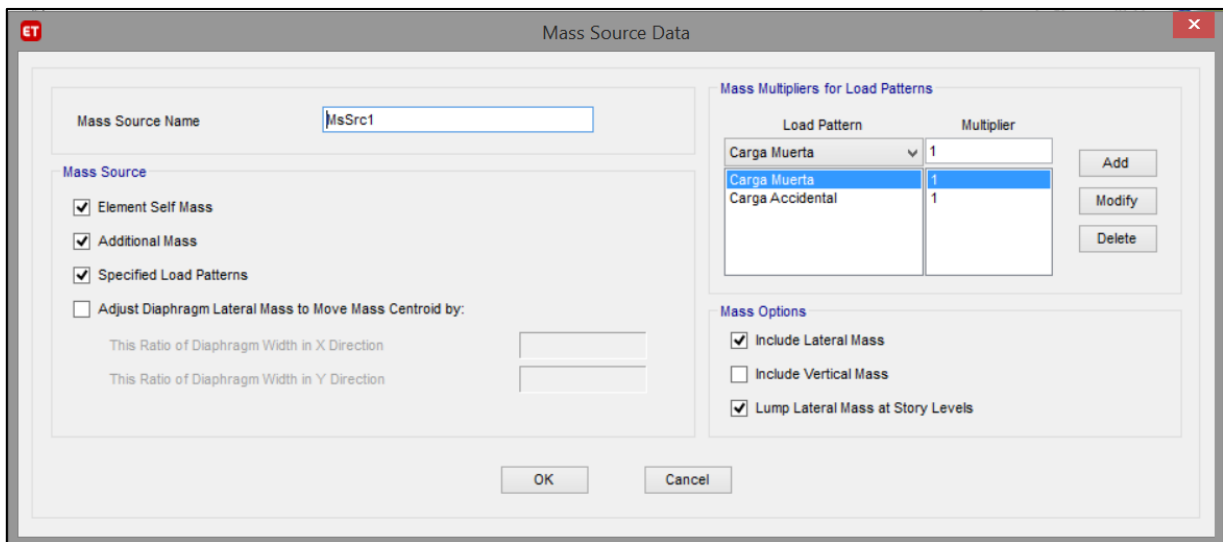 ET
Mass Source Data
Mass Source Name
MsSrc1
Mass Source
Element Self Mass
Additional Mass
Specified Load Patterns
Adjust Diaphragm Lateral Mass to Move Mass Centroid by:
This Ratio of Diaphragm Width in X Direction
This Ratio of Diaphragm Width in Y Direction
Mass Multipliers for Load Patterns
Load Pattern Multiplier
Carga Muerta 1
Carga Muerta 1
Carga Accidental 1
Add
Modify
Delete
Mass Options
Include Lateral Mass
Include Vertical Mass
Lump Lateral Mass at Story Levels
OK Cancel